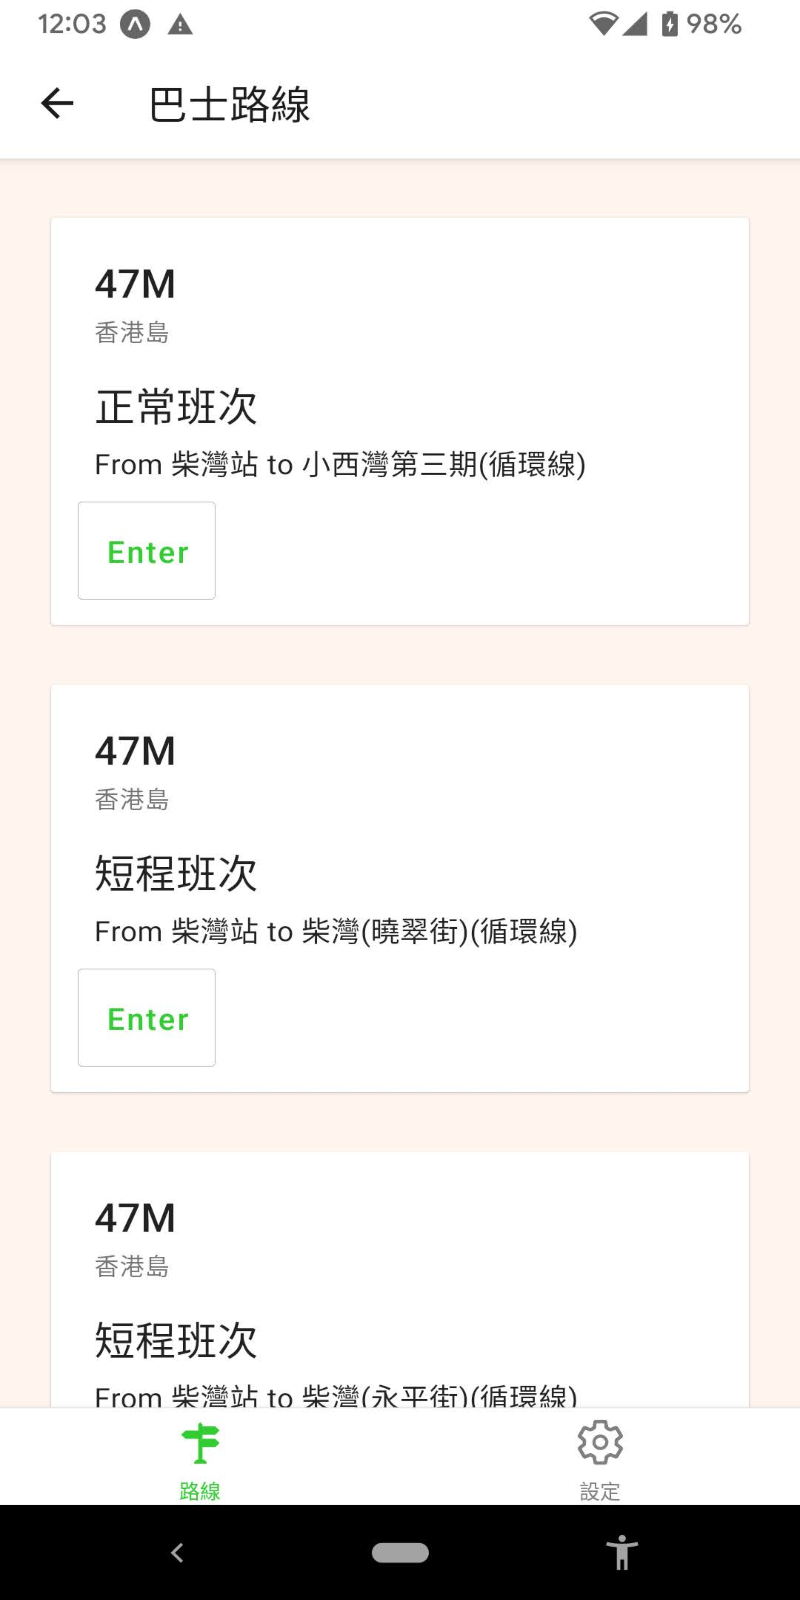 12:03
98%
巴士路線
47M
香港島
正常班次
From 柴灣站 to 小西灣第三期(循環線)
Enter
47M
香港島
短程班次
From 柴灣站 to 柴灣(曉翠街)(循環線)
Enter
47M
香港島
短程班次
From 柴灣站 to 柴灣(永平街)(循環線)
路線
設定